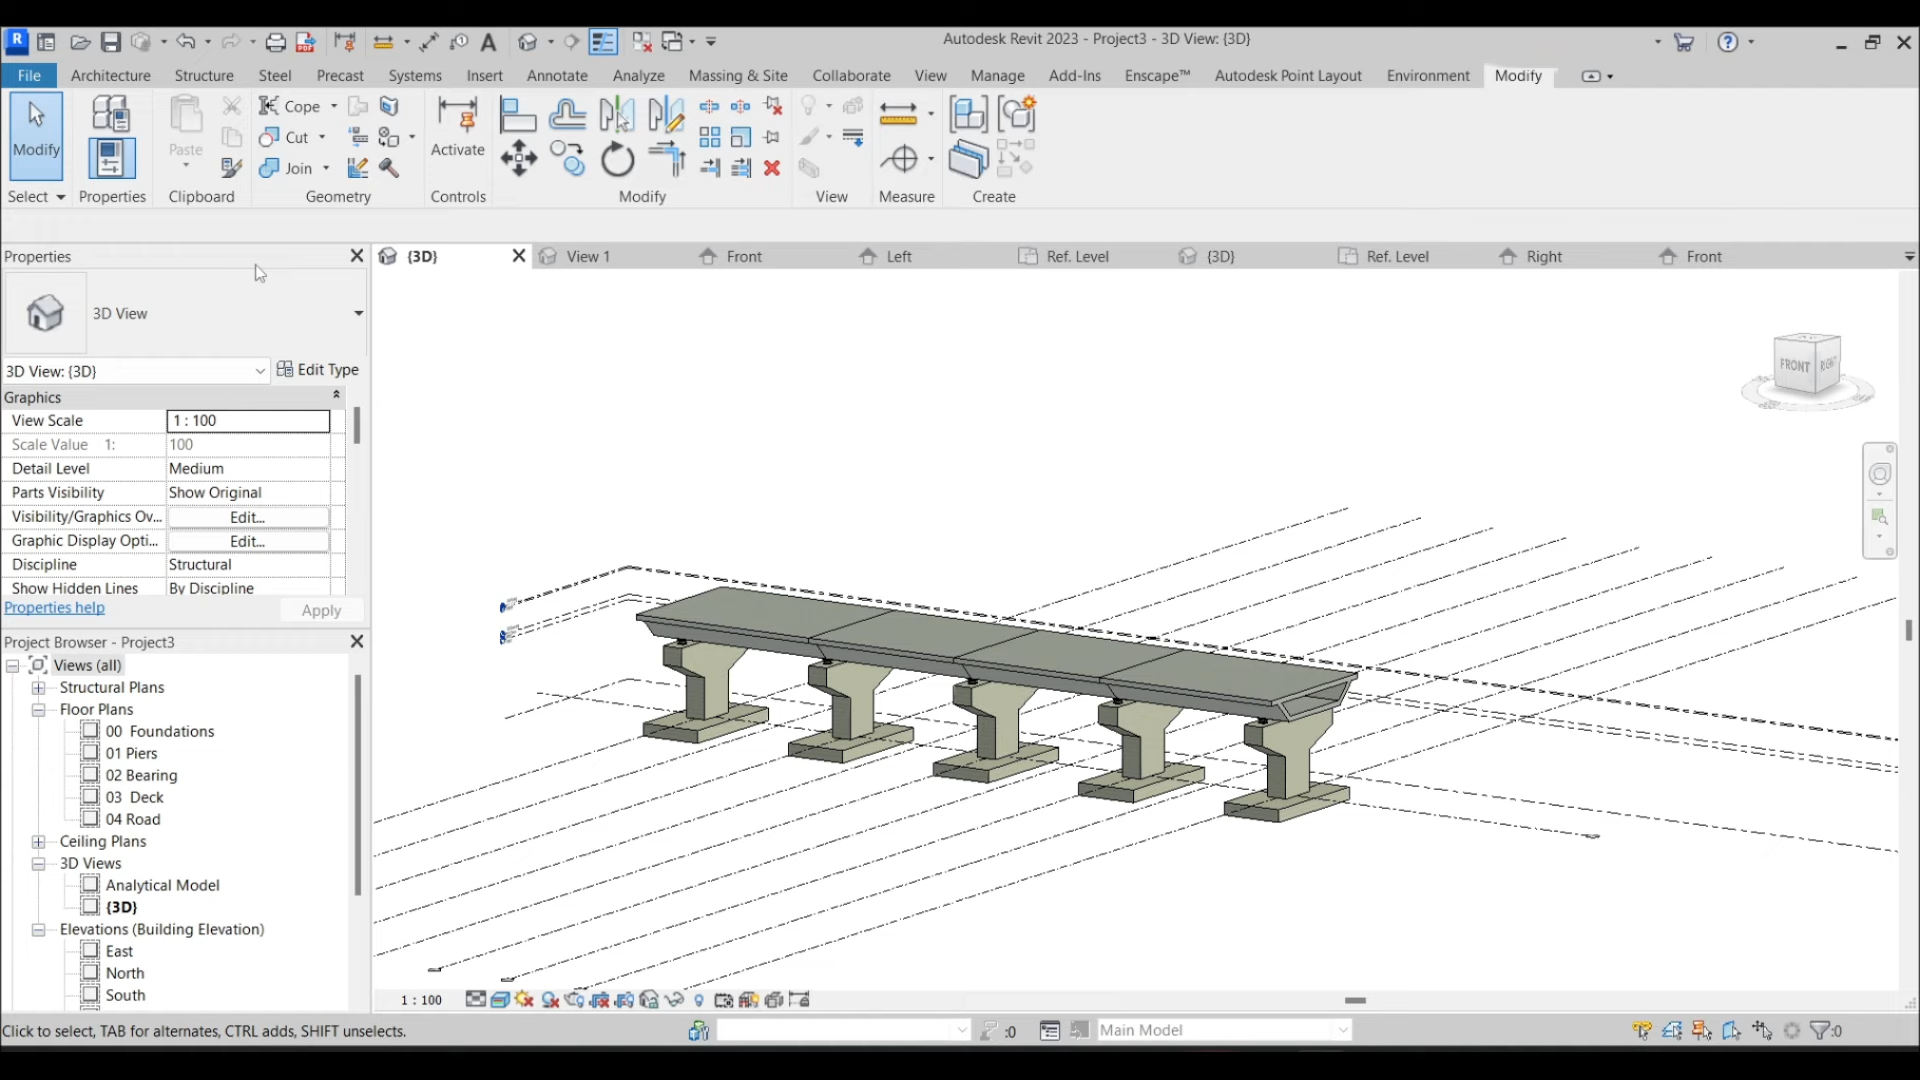 Autodesk Revit 2023 - Project3 - 3D View: {3D}
File Architecture Structure Steel Precast Systems Insert Annotate Analyze Massing & Site Collaborate View Manage Add-Ins Enscape™ Autodesk Point Layout Environment Modify
Modify
Paste
Cope
Cut
Join
Activate
Select Properties Clipboard Geometry Controls Modify View Measure Create
Properties
{3D} View 1 Front Left Ref. Level {3D} Ref. Level Right Front
3D View
3D View: {3D} Edit Type
Graphics
View Scale 1 : 100
Scale Value 1: 100
Detail Level Medium
Parts Visibility Show Original
Visibility/Graphics Ov... Edit...
Graphic Display Opti... Edit...
Discipline Structural
Show Hidden Lines By Discipline
Properties help Apply
FRONT RIGHT
Project Browser - Project3
Views (all)
Structural Plans
Floor Plans
00 Foundations
01 Piers
02 Bearing
03 Deck
04 Road
Ceiling Plans
3D Views
Analytical Model
{3D}
Elevations (Building Elevation)
East
North
South
1 : 100
Click to select, TAB for alternates, CTRL adds, SHIFT unselects. :0 Main Model :0